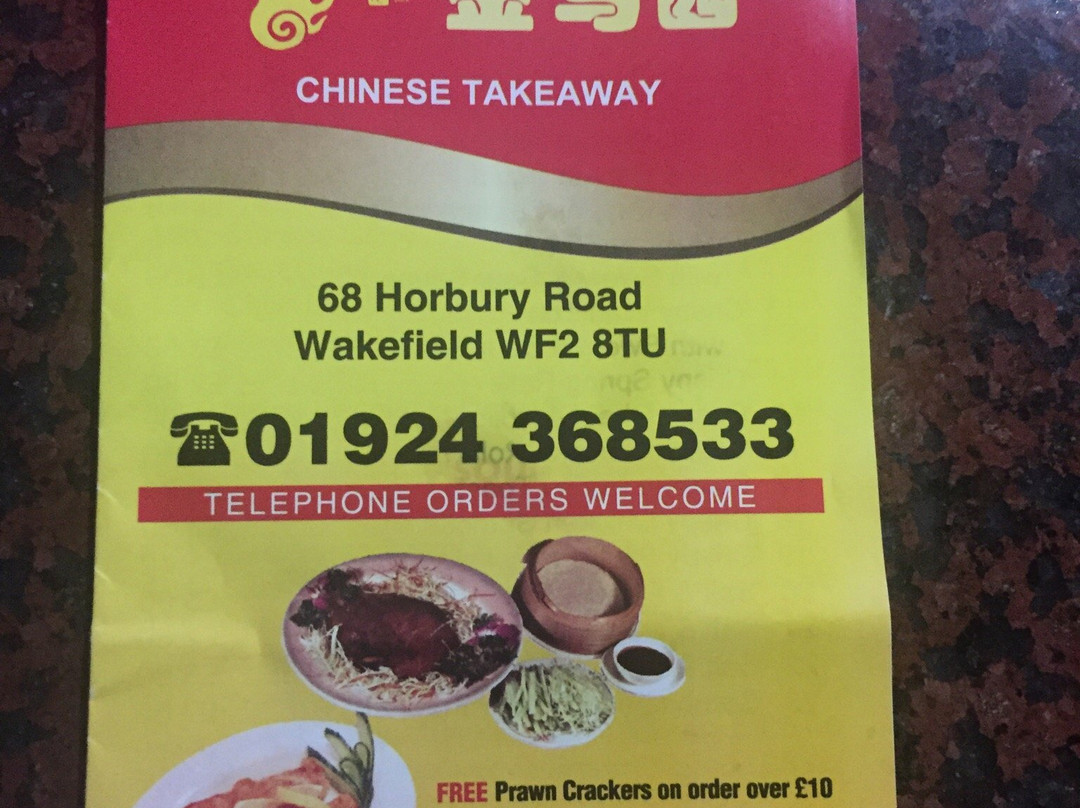 CHINESE TAKEAWAY
68 Horbury Road
Wakefield WF2 8TU
01924 368533
TELEPHONE ORDERS WELCOME
FREE Prawn Crackers on order over £10